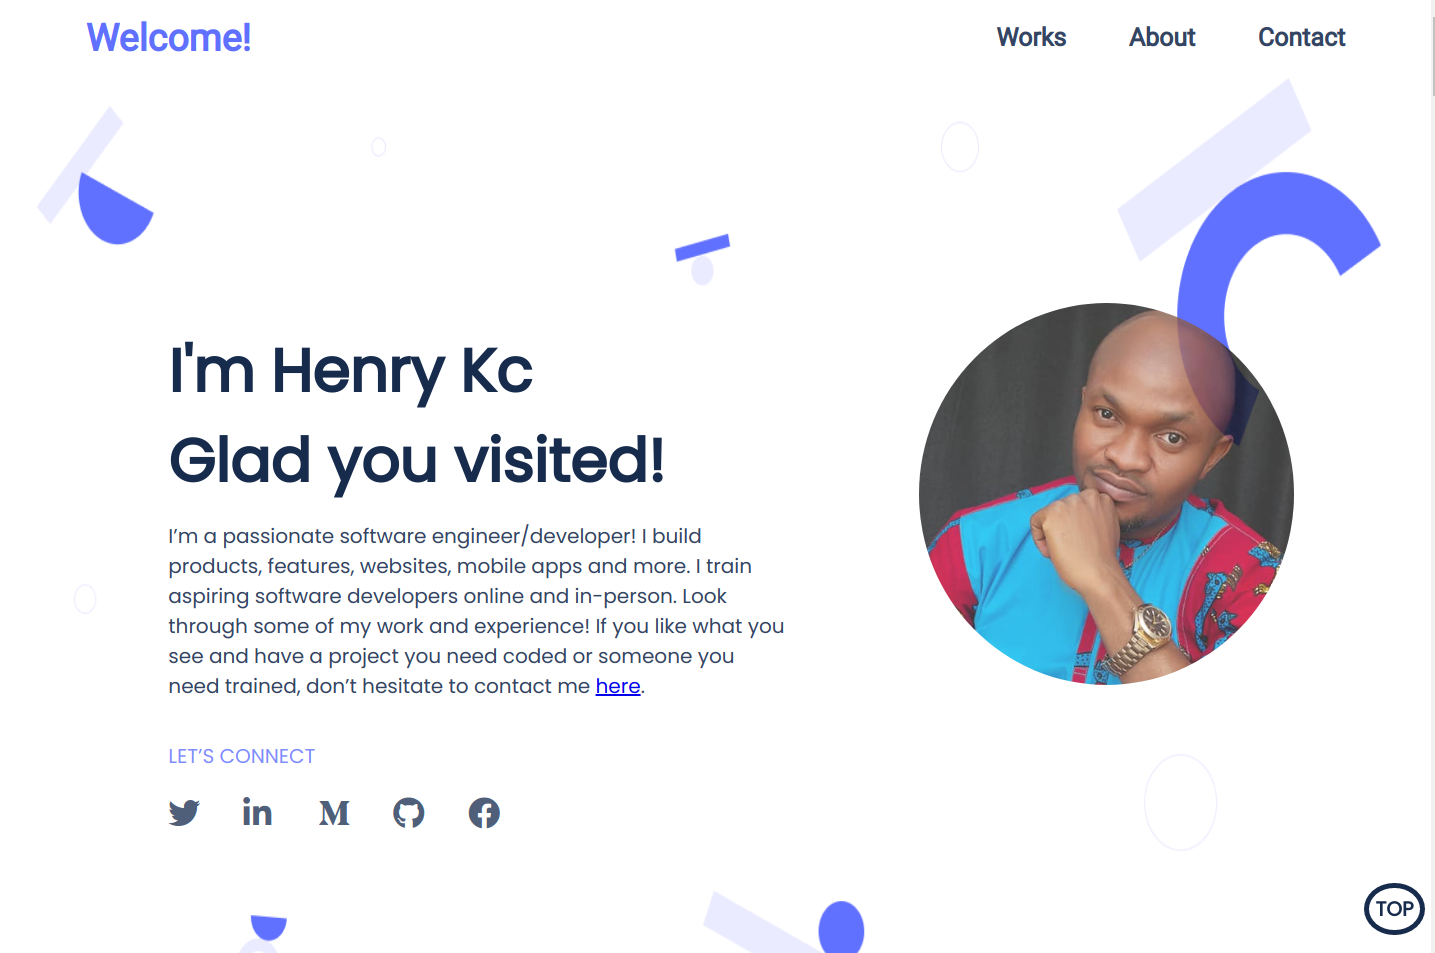 Welcome!
Works About Contact
I'm Henry Kc
Glad you visited!
I’m a passionate software engineer/developer! I build
products, features, websites, mobile apps and more. I train
aspiring software developers online and in-person. Look
through some of my work and experience! If you like what you
see and have a project you need coded or someone you
need trained, don’t hesitate to contact me here.
LET’S CONNECT
TOP